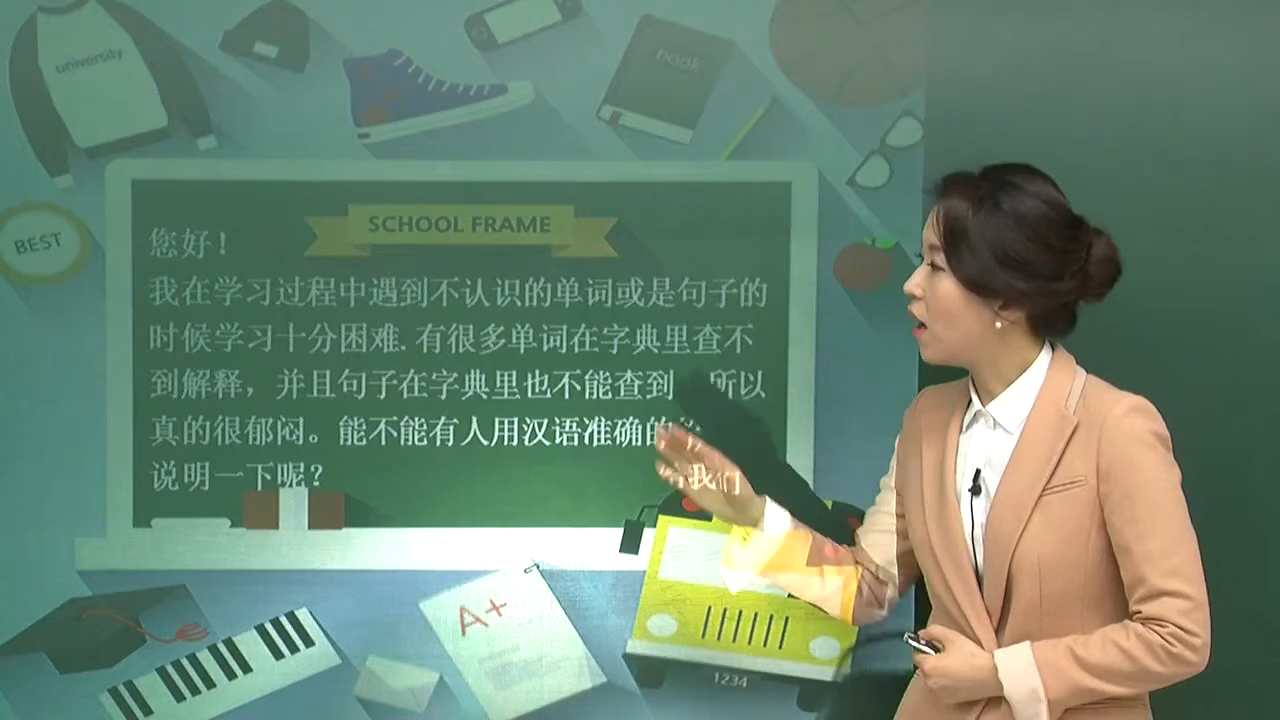 university
book
BEST
SCHOOL FRAME
您好！
我在学习过程中遇到不认识的单词或是句子的
时候学习十分困难.有很多单词在字典里查不
到解释，并且句子在字典里也不能查到 所以
真的很郁闷。能不能有人用汉语准确的
给我们
说明一下呢？
A+
1234